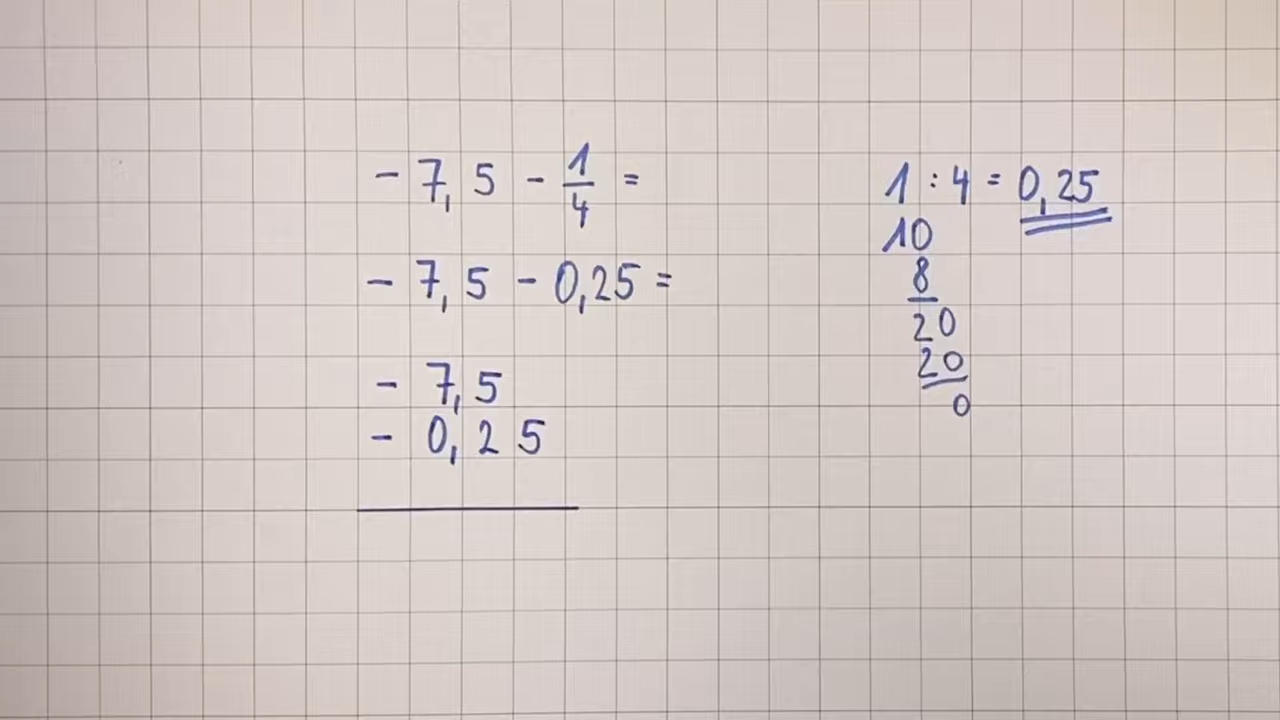 - 7,5 - 1/4 =
- 7,5 - 0,25 =
- 7,5
- 0,25
1 : 4 = 0,25
10
8
20
20
0